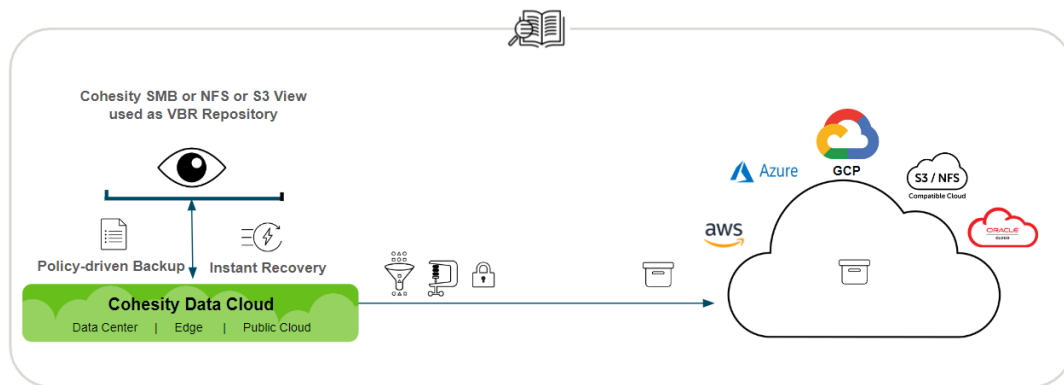 Cohesity SMB or NFS or S3 View
used as VBR Repository
Policy-driven Backup
Instant Recovery
Cohesity Data Cloud
Data Center | Edge | Public Cloud
aws
Azure
GCP
S3 / NFS
Compatible Cloud
ORACLE
CLOUD